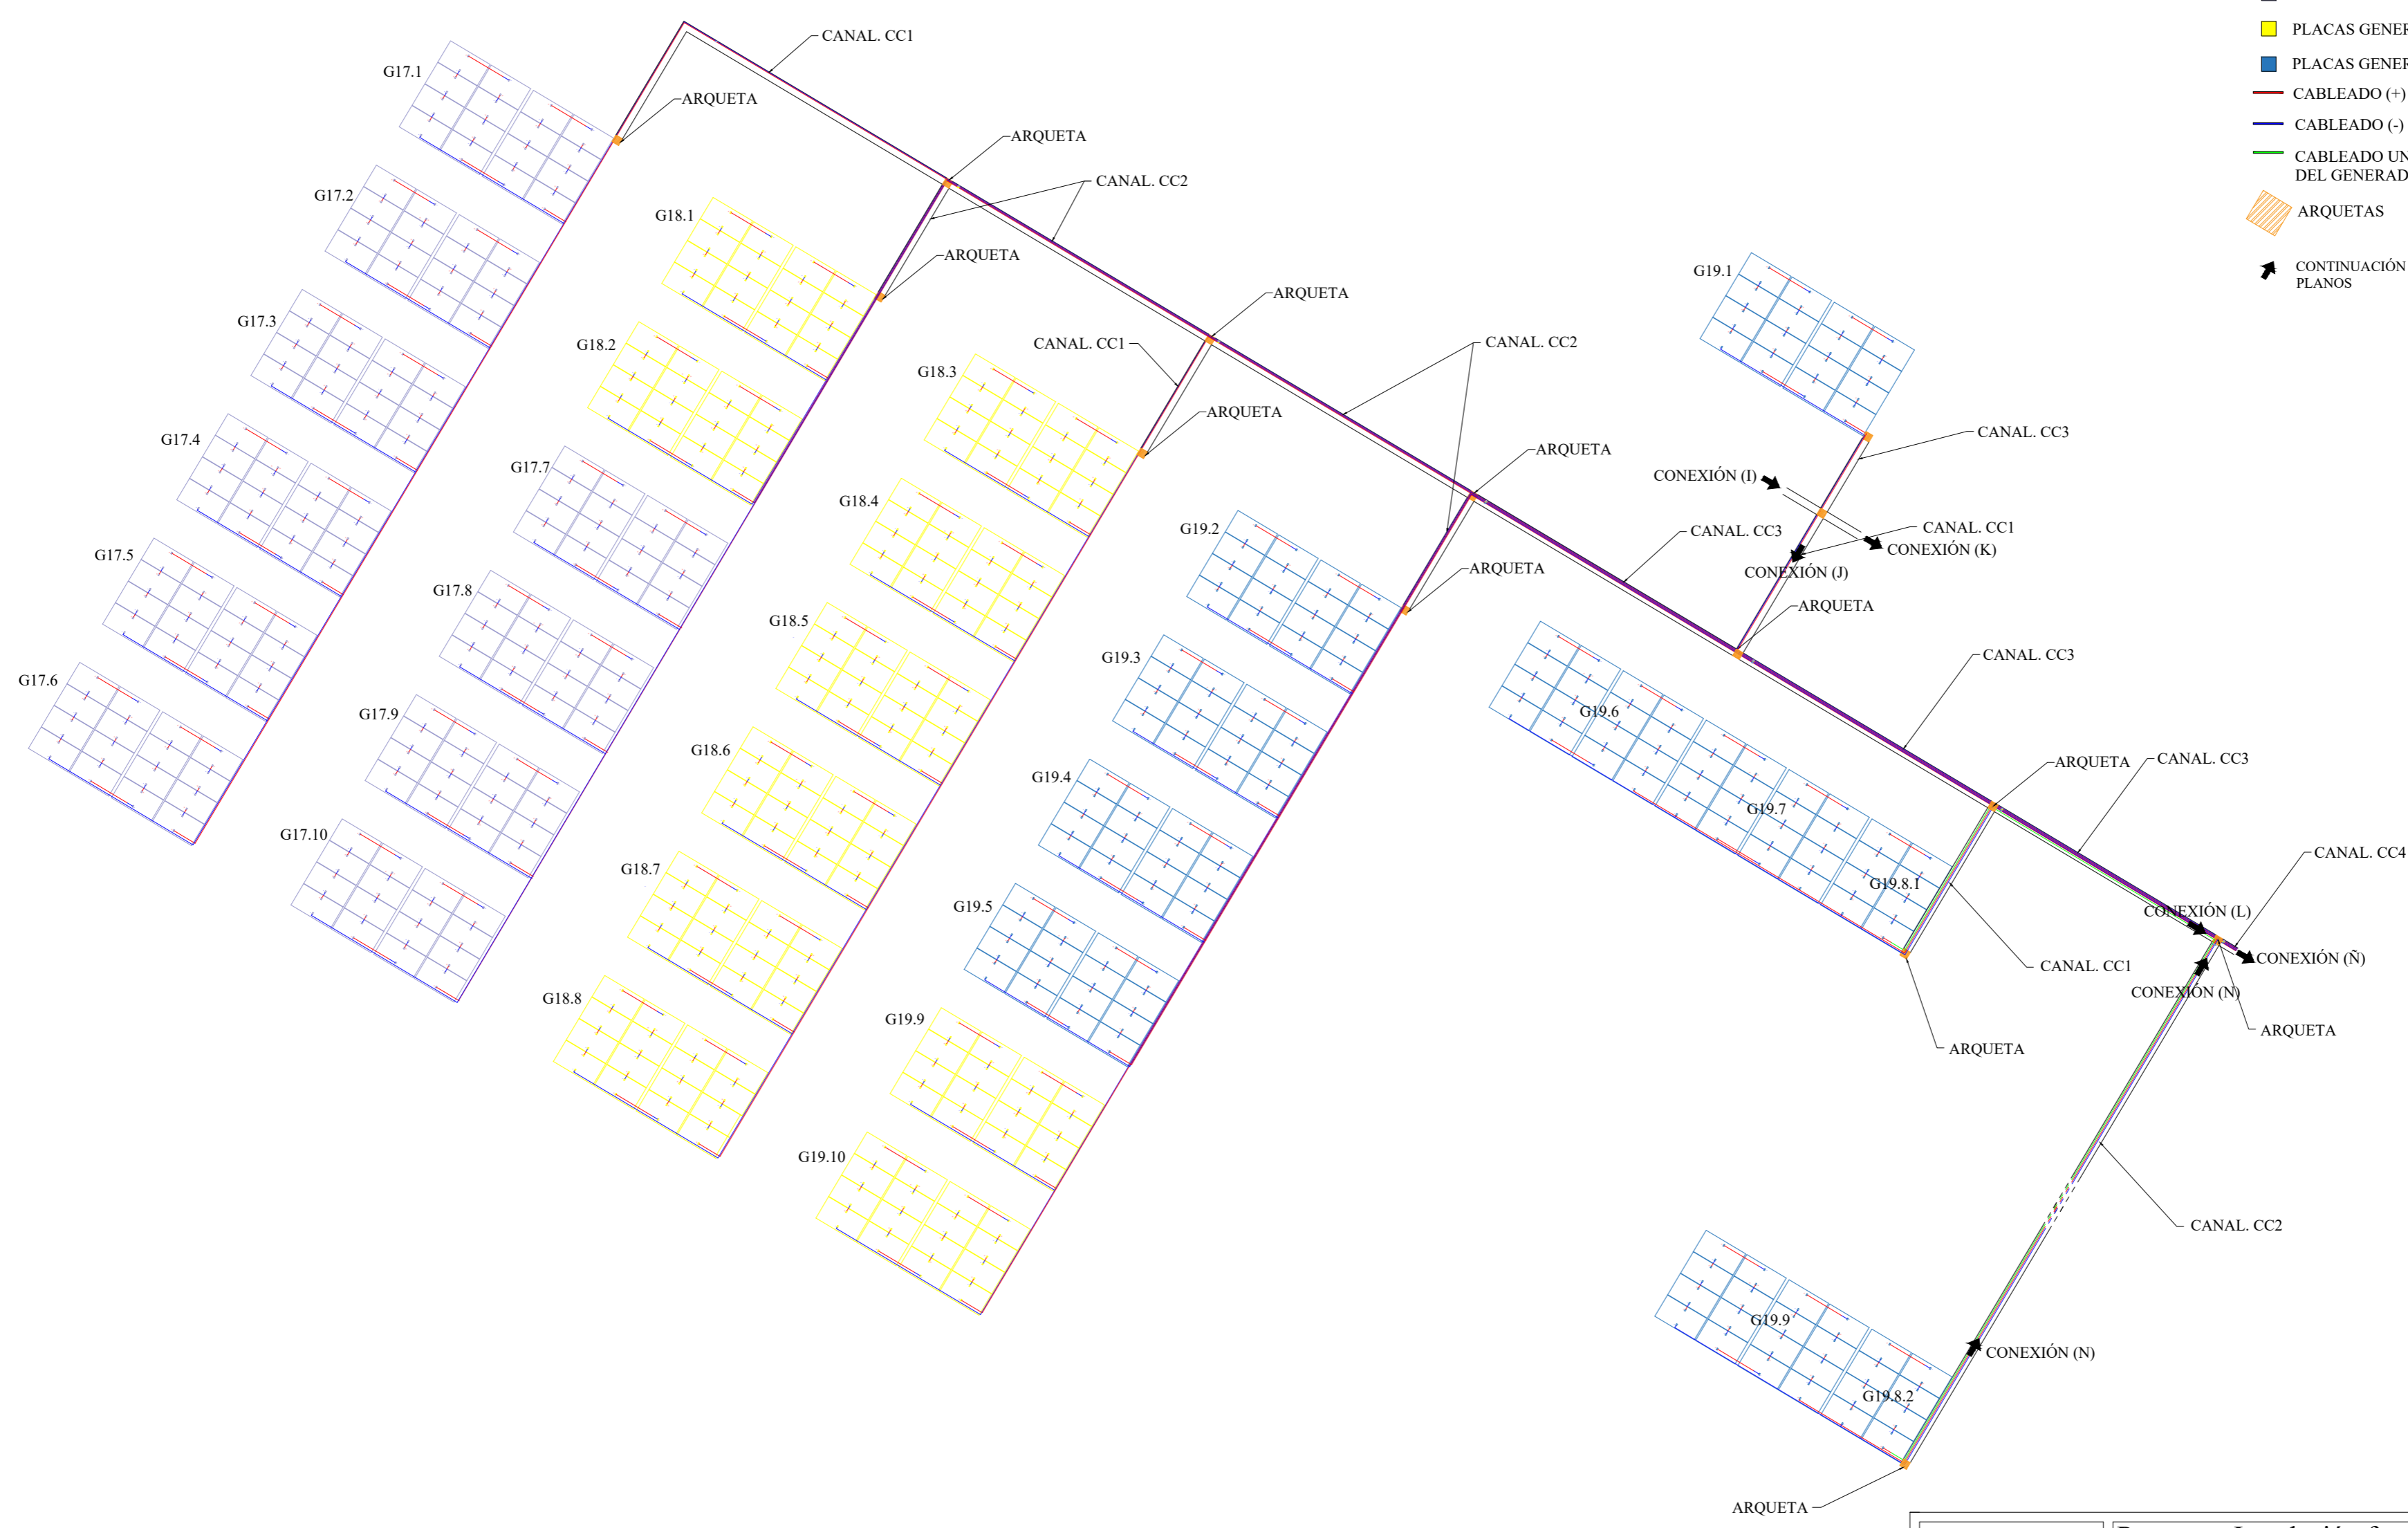 PLACAS GENER
PLACAS GENER
CABLEADO (+)
CABLEADO (-)
CABLEADO UN
DEL GENERAD
ARQUETAS
CONTINUACIÓN
PLANOS
CANAL. CC1
G17.1
ARQUETA
ARQUETA
CANAL. CC2
G17.2
G18.1
ARQUETA
G19.1
ARQUETA
G17.3
G18.2
CANAL. CC1
CANAL. CC2
G18.3
ARQUETA
CANAL. CC3
G17.4
ARQUETA
G17.7
CONEXIÓN (I)
G18.4
G19.2
CANAL. CC1
CANAL. CC3
CONEXIÓN (K)
G17.5
ARQUETA
CONEXIÓN (J)
G17.8
ARQUETA
G18.5
CANAL. CC3
G19.3
G17.6
G19.6
G17.9
G18.6
CANAL. CC3
ARQUETA
G19.4
G19.7
G17.10
CANAL. CC4
G18.7
G19.8.1
G19.5
CONEXIÓN (L)
CONEXIÓN (Ñ)
CANAL. CC1
CONEXIÓN (N)
G18.8
G19.9
ARQUETA
ARQUETA
G19.10
CANAL. CC2
G19.9
CONEXIÓN (N)
G19.8.2
ARQUETA